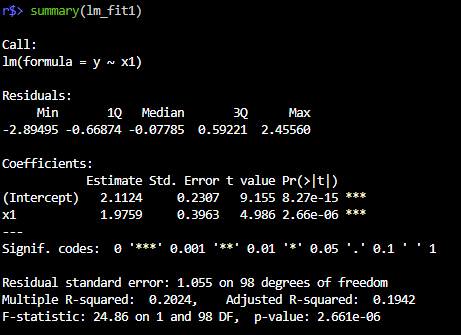 r$> summary(lm_fit1)

Call:
lm(formula = y ~ x1)

Residuals:
     Min       1Q   Median       3Q      Max
-2.89495 -0.66874 -0.07785  0.59221  2.45560

Coefficients:
            Estimate Std. Error t value Pr(>|t|)
(Intercept)   2.1124     0.2307   9.155 8.27e-15 ***
x1            1.9759     0.3963   4.986 2.66e-06 ***
---
Signif. codes:  0 '***' 0.001 '**' 0.01 '*' 0.05 '.' 0.1 ' ' 1

Residual standard error: 1.055 on 98 degrees of freedom
Multiple R-squared:  0.2024,    Adjusted R-squared:  0.1942
F-statistic: 24.86 on 1 and 98 DF,  p-value: 2.661e-06